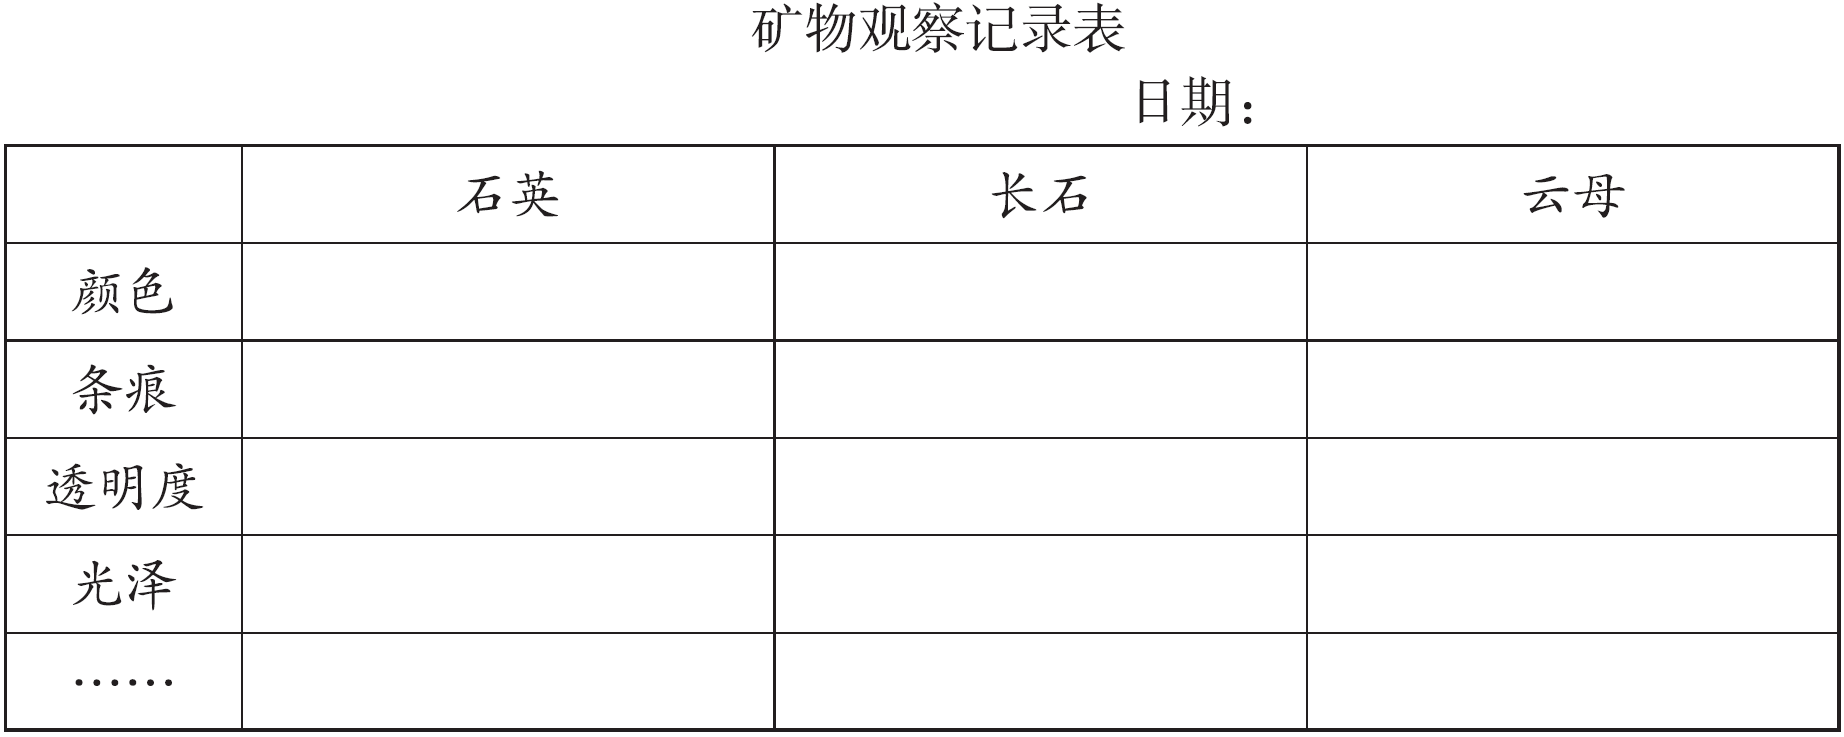 矿物观察记录表
日期：
石英 长石 云母
颜色
条痕
透明度
光泽
……